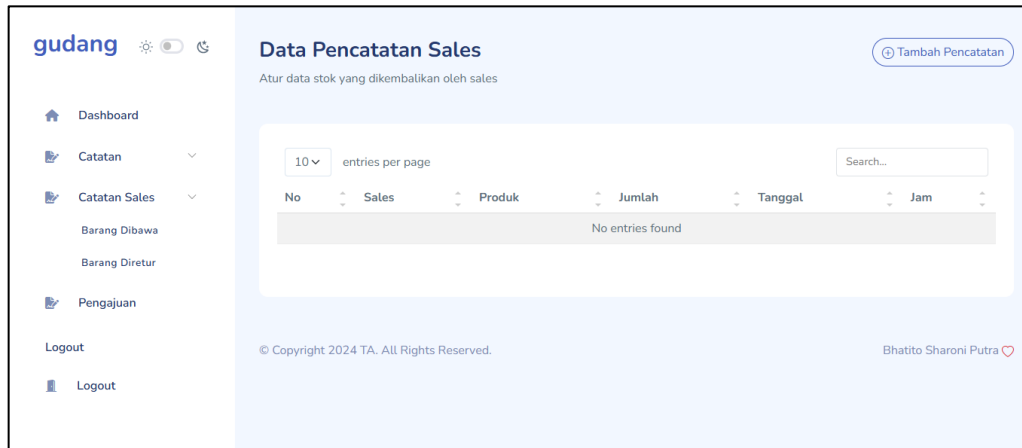 gudang
Dashboard
Catatan
Catatan Sales
Barang Dibawa
Barang Diretur
Pengajuan
Logout
Logout
Data Pencatatan Sales
Tambah Pencatatan
Atur data stok yang dikembalikan oleh sales
10 entries per page
Search...
No Sales Produk Jumlah Tanggal Jam
No entries found
© Copyright 2024 TA. All Rights Reserved.
Bhatito Sharoni Putra